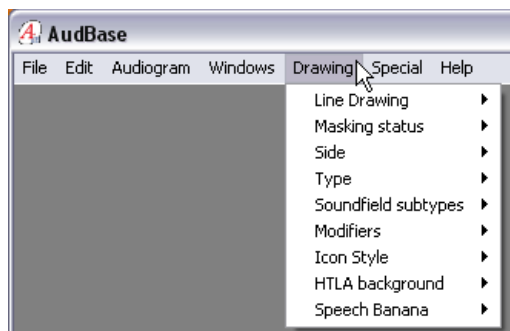 AudBase
File Edit Audiogram Windows Drawing Special Help
Line Drawing
Masking status
Side
Type
Soundfield subtypes
Modifiers
Icon Style
HTLA background
Speech Banana